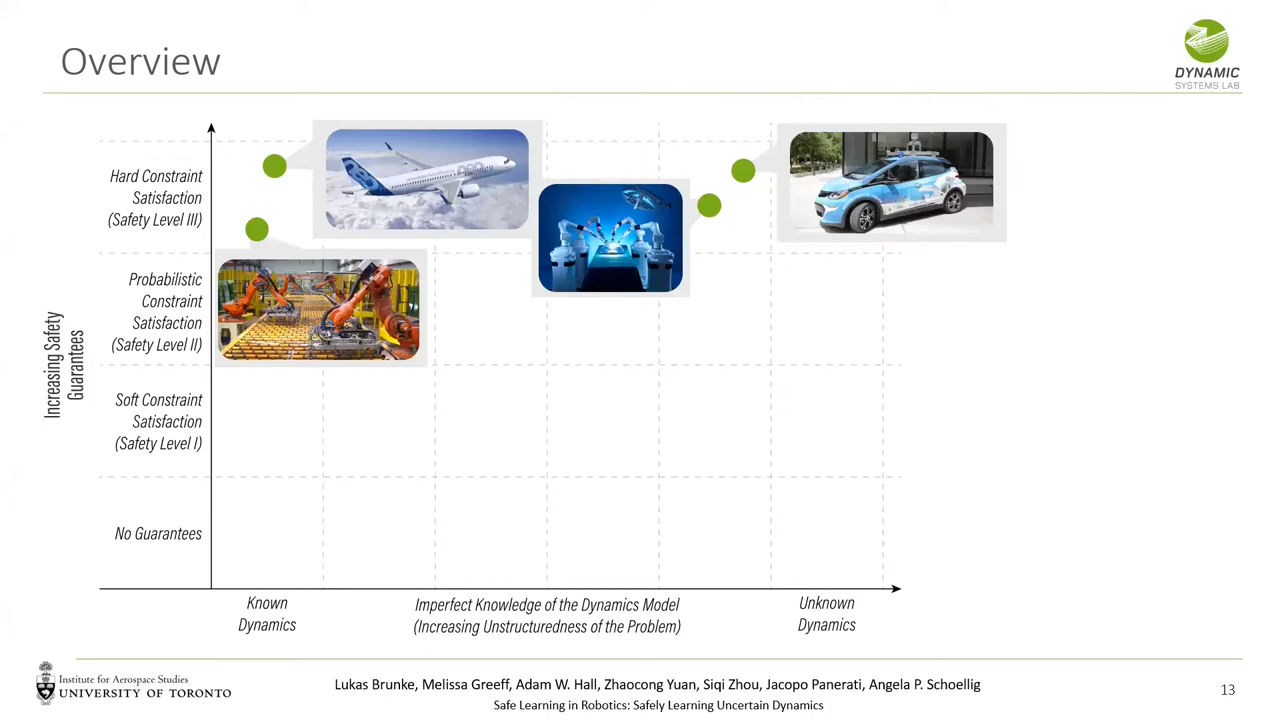 Overview
DYNAMIC
SYSTEMS LAB
Increasing Safety
Guarantees
Hard Constraint
Satisfaction
(Safety Level III)
Probabilistic
Constraint
Satisfaction
(Safety Level II)
Soft Constraint
Satisfaction
(Safety Level I)
No Guarantees
Known
Dynamics
Imperfect Knowledge of the Dynamics Model
(Increasing Unstructuredness of the Problem)
Unknown
Dynamics
Institute for Aerospace Studies
UNIVERSITY OF TORONTO
Lukas Brunke, Melissa Greeff, Adam W. Hall, Zhaocong Yuan, Siqi Zhou, Jacopo Panerati, Angela P. Schoellig
Safe Learning in Robotics: Safely Learning Uncertain Dynamics
13